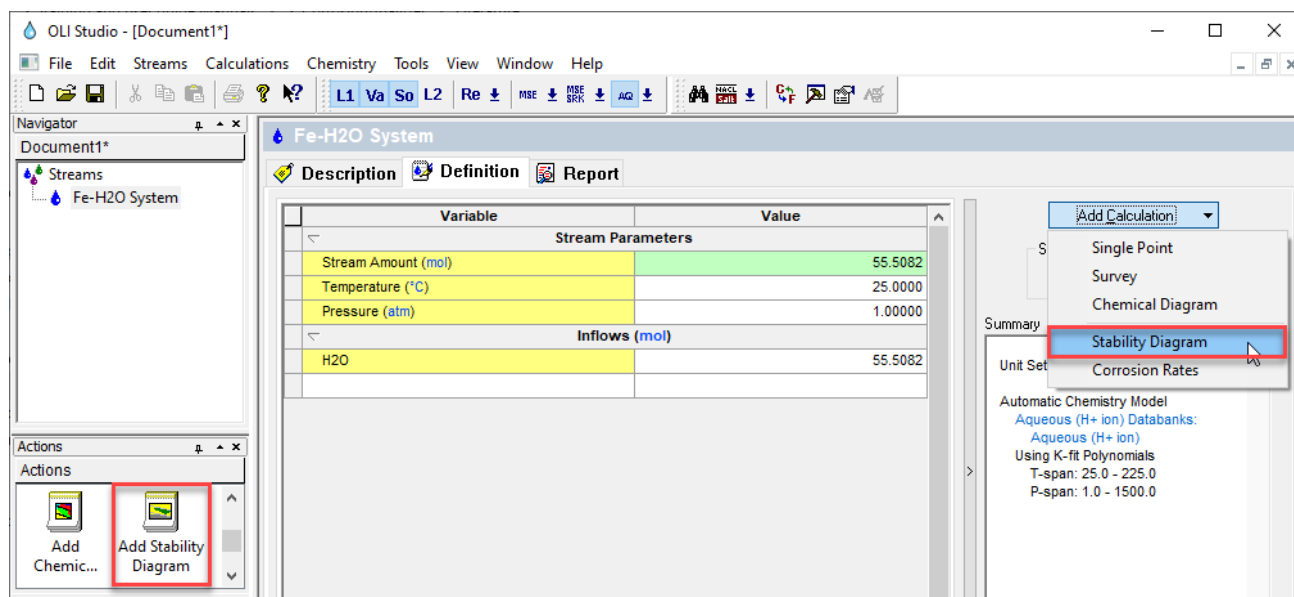 OLI Studio - [Document1*]
File Edit Streams Calculations Chemistry Tools View Window Help
L1 Va So L2 Re MSE MSE SRK AQ NACL
Navigator
Document1*
Streams
Fe-H2O System
Fe-H2O System
Description Definition Report
Variable Value
Stream Parameters
Stream Amount (mol) 55.5082
Temperature (°C) 25.0000
Pressure (atm) 1.00000
Inflows (mol)
H2O 55.5082
Add Calculation
Single Point
Survey
Chemical Diagram
Stability Diagram
Corrosion Rates
S
Summary
Unit Set
Automatic Chemistry Model
Aqueous (H+ ion) Databanks:
Aqueous (H+ ion)
Using K-fit Polynomials
T-span: 25.0 - 225.0
P-span: 1.0 - 1500.0
Actions
Actions
Add Chemic...
Add Stability Diagram